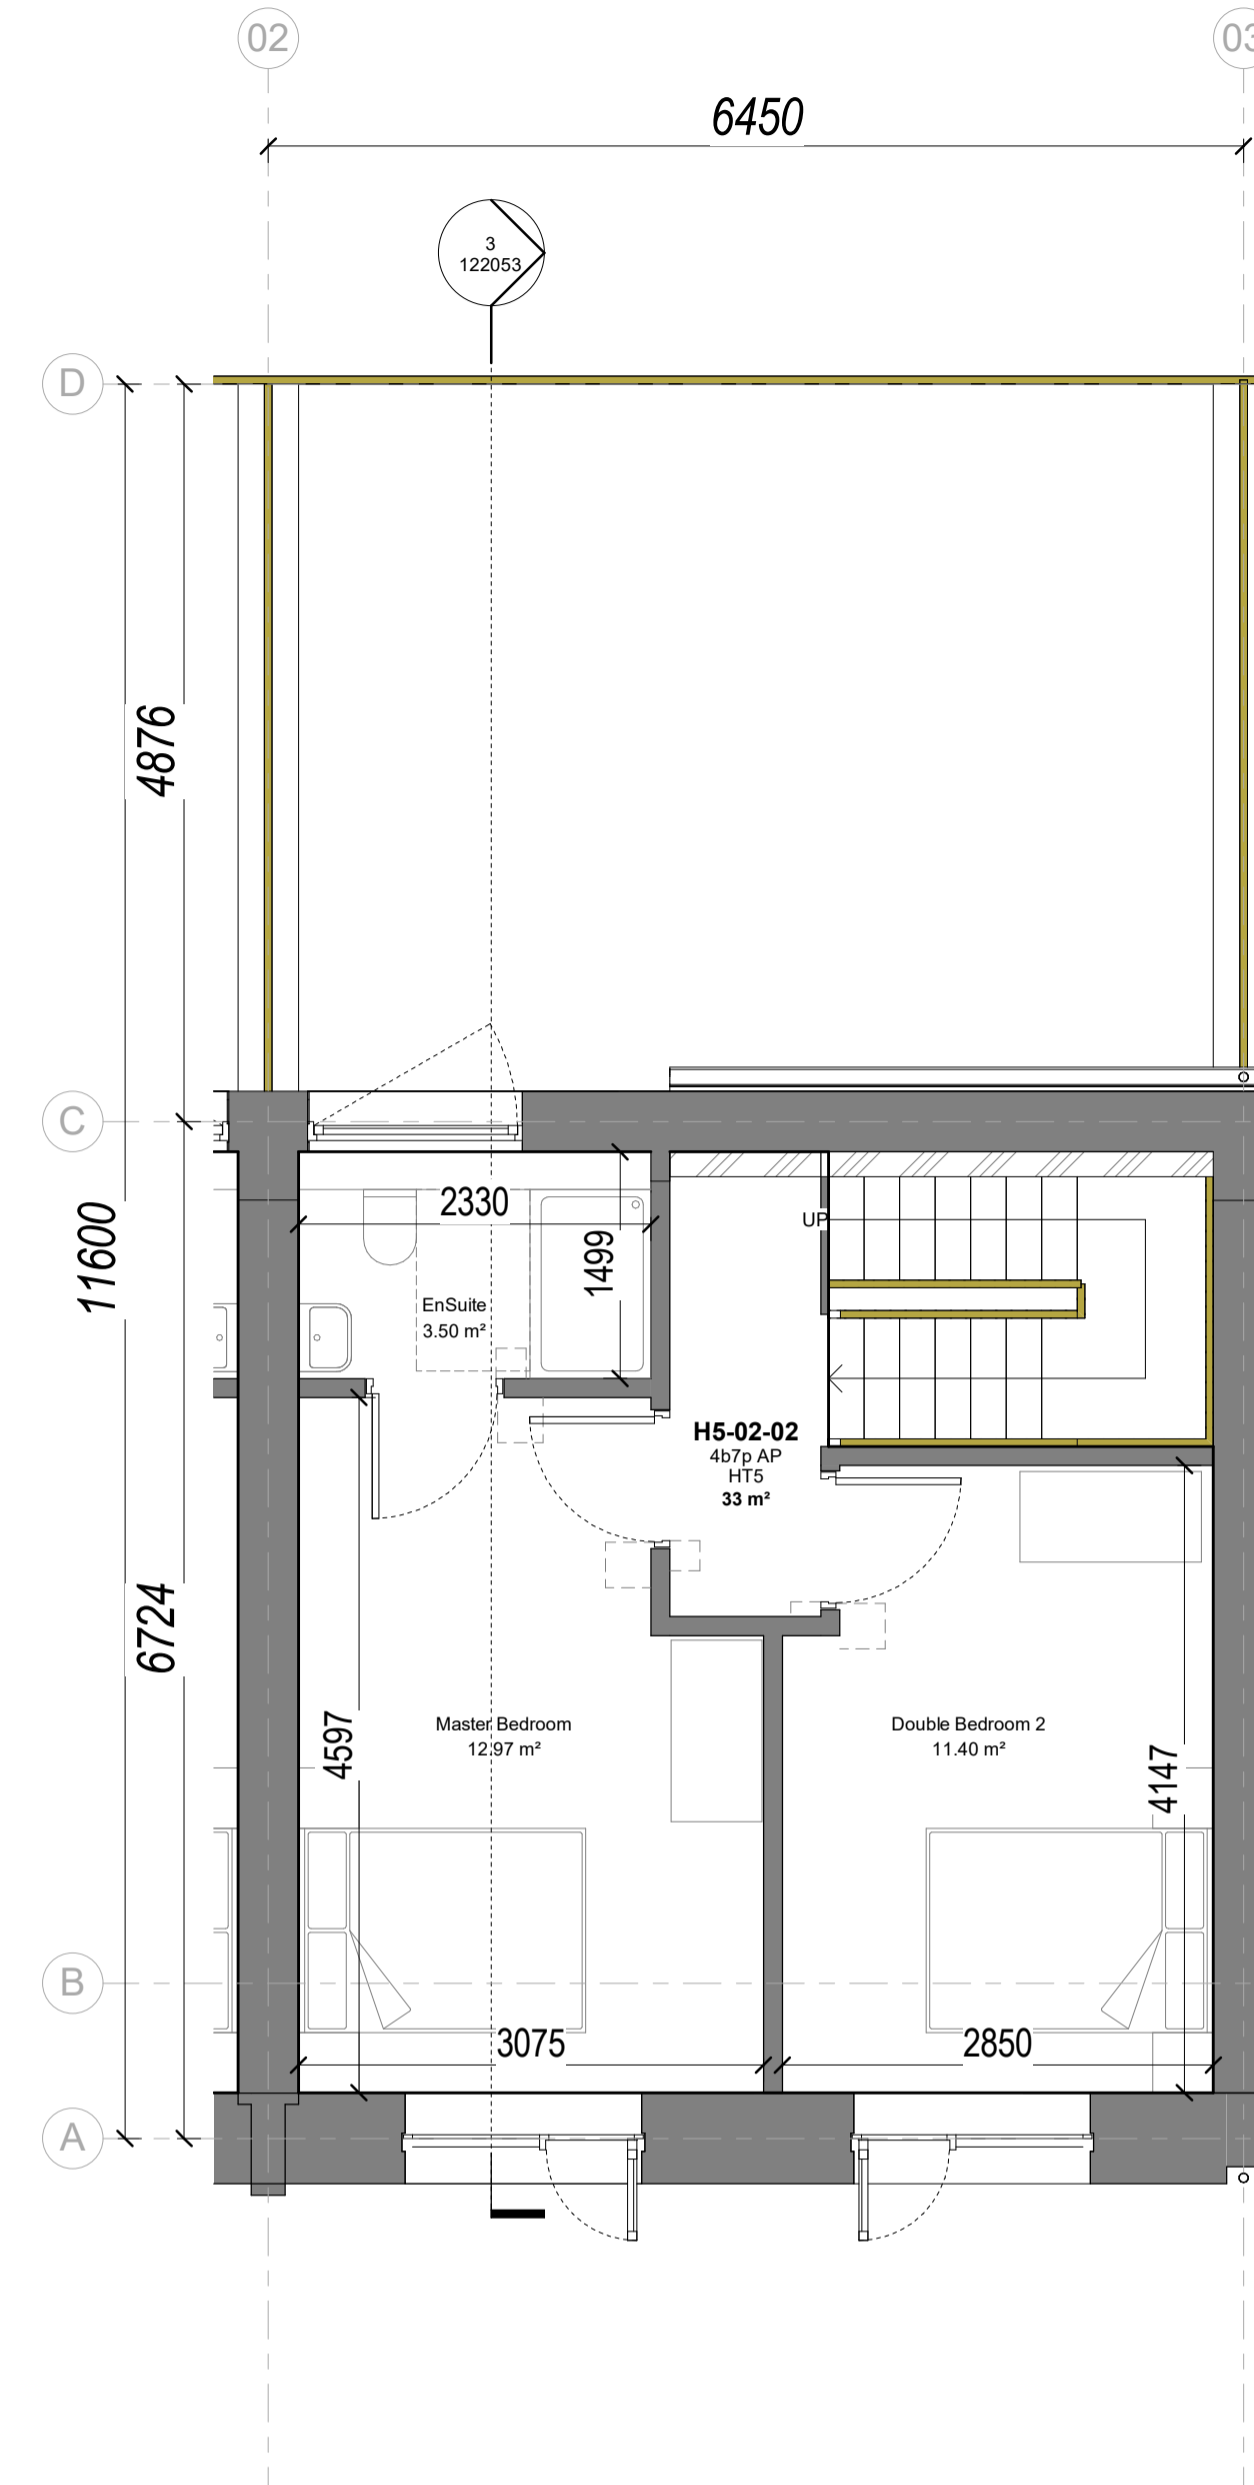 02
03
6450
3
122053
D
4876
C
11600
2330
1499
UP
EnSuite
3.50 m²
H5-02-02
4b7p AP
HT5
33 m²
6724
4597
Master Bedroom
12.97 m²
Double Bedroom 2
11.40 m²
4147
B
3075
2850
A